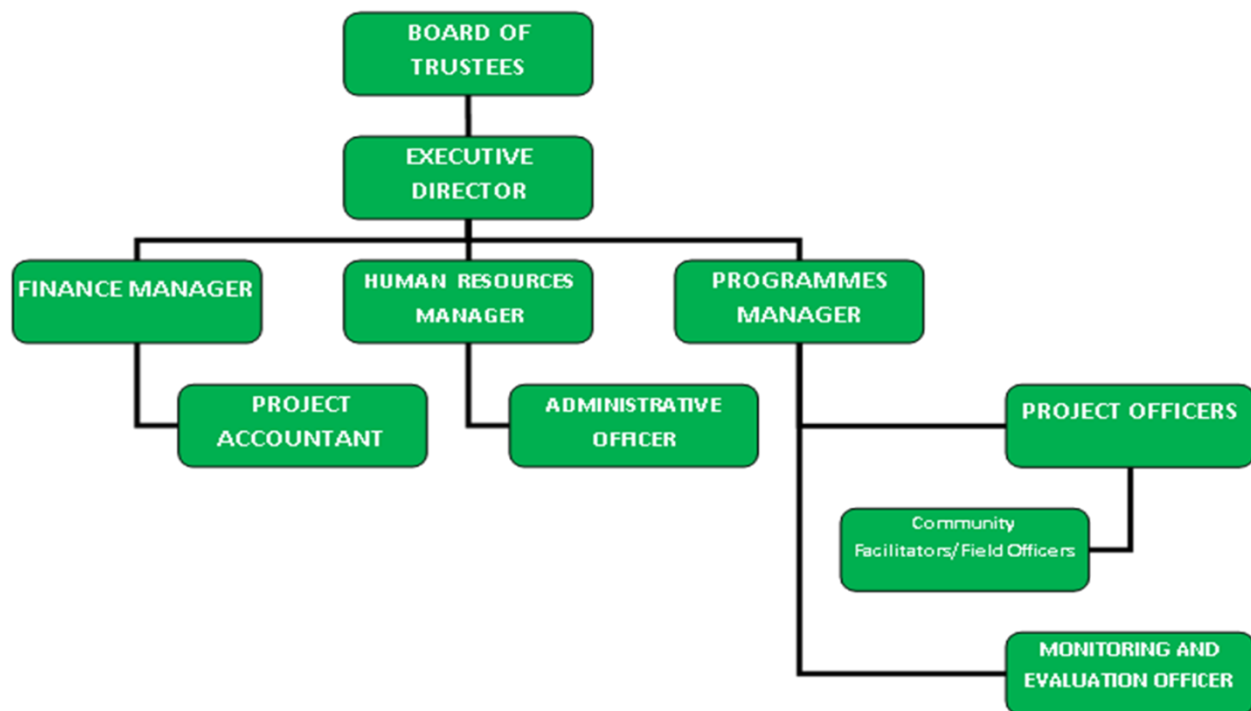 BOARD OF
TRUSTEES
EXECUTIVE
DIRECTOR
FINANCE MANAGER
HUMAN RESOURCES
MANAGER
PROGRAMMES
MANAGER
PROJECT
ACCOUNTANT
ADMINISTRATIVE
OFFICER
PROJECT OFFICERS
Community
Facilitators/Field Officers
MONITORING AND
EVALUATION OFFICER